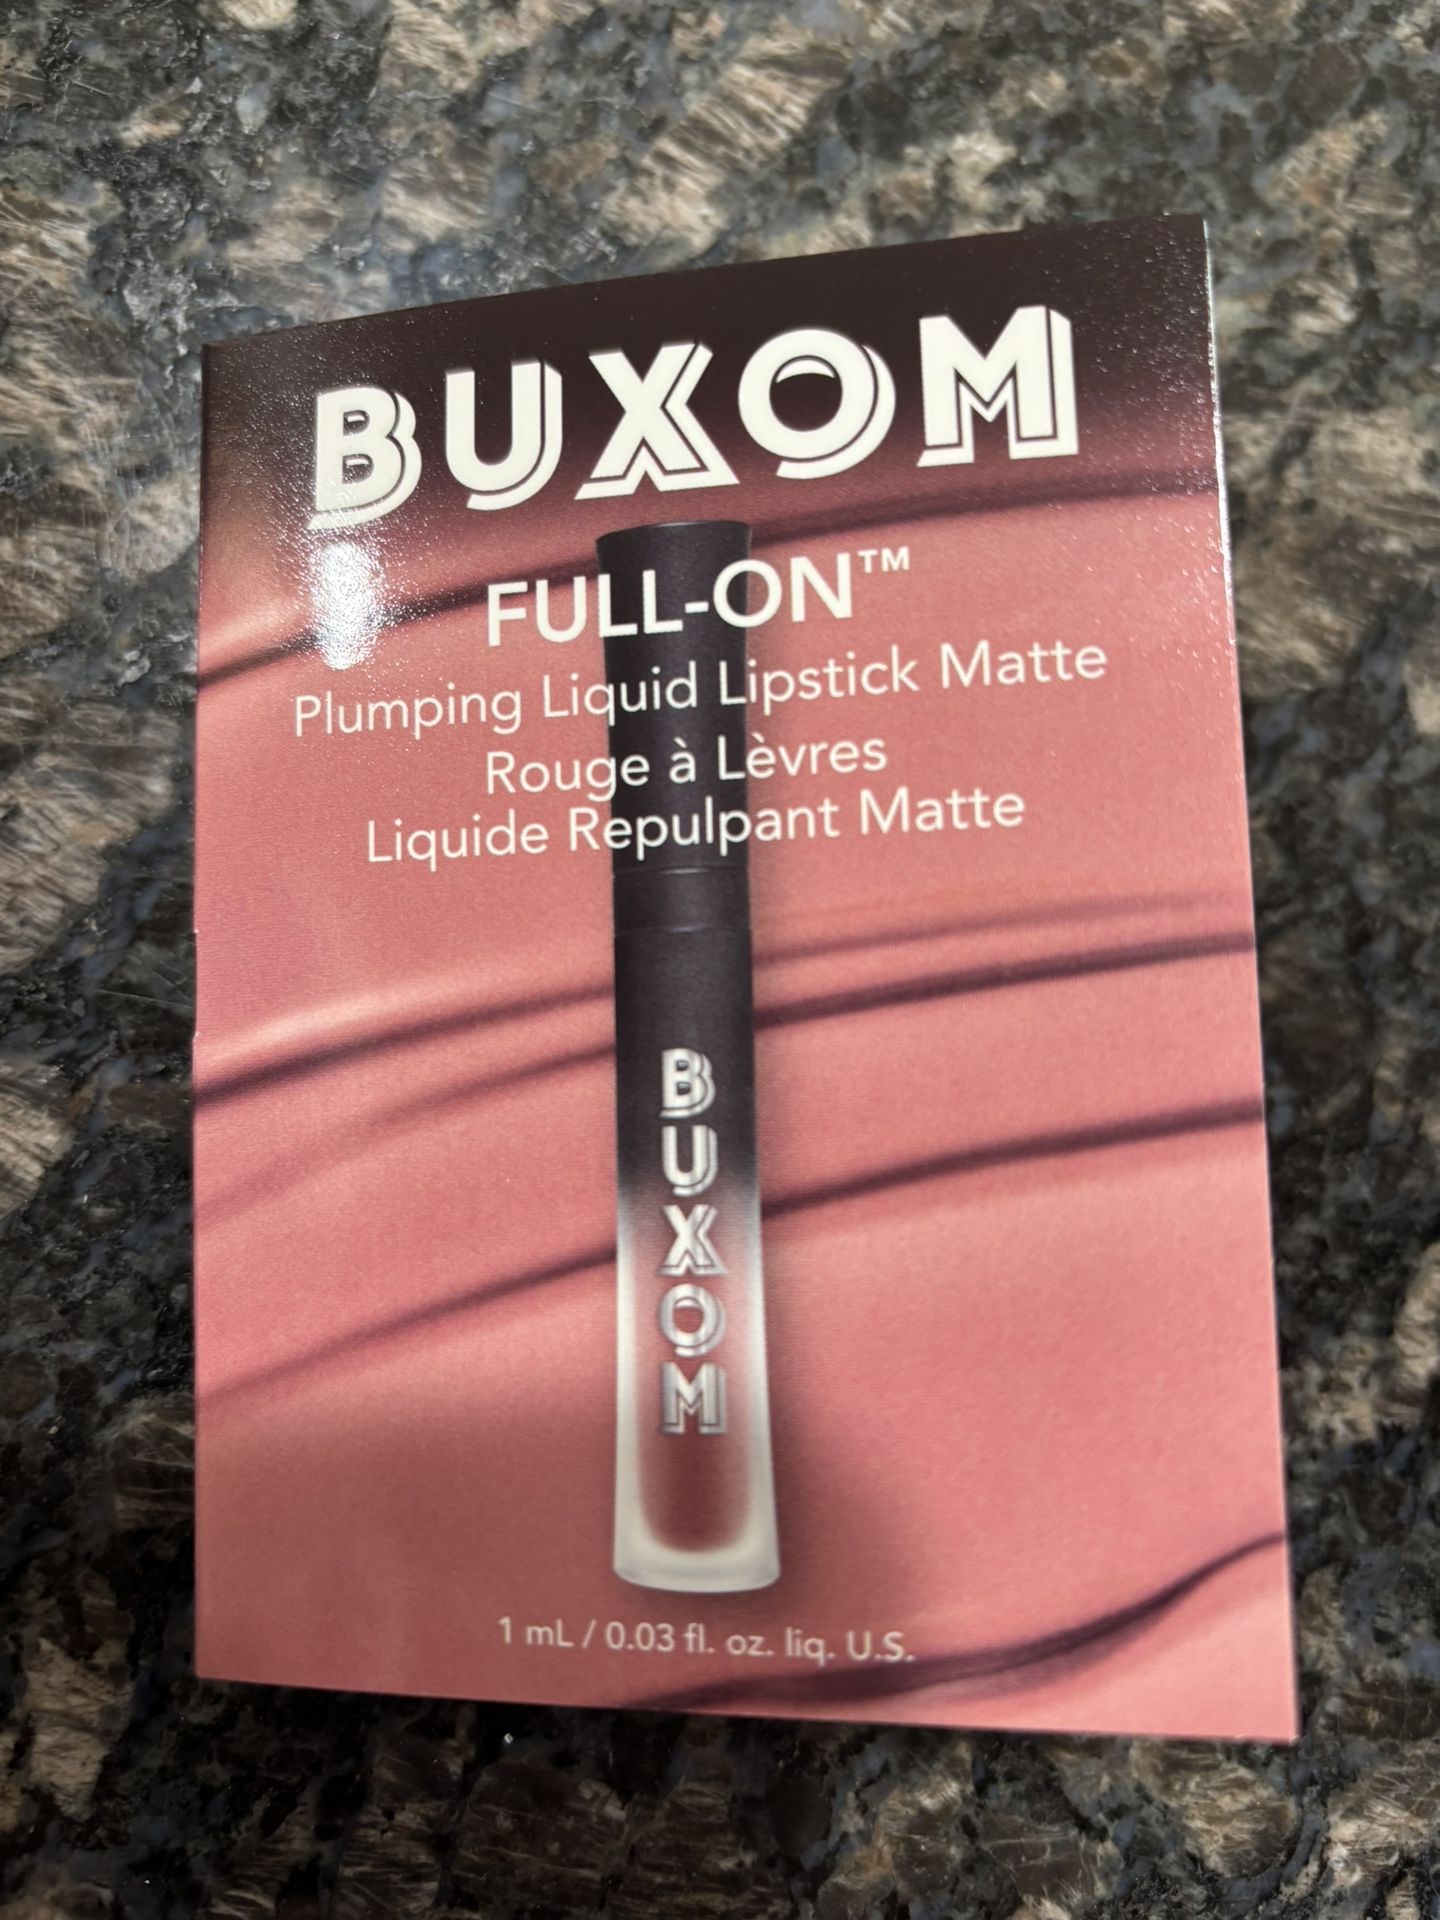 BUXOM
FULL-ON™
Plumping Liquid Lipstick Matte
Rouge à Lèvres
Liquide Repulpant Matte
BUXOM
1 mL / 0.03 fl. oz. liq. U.S.